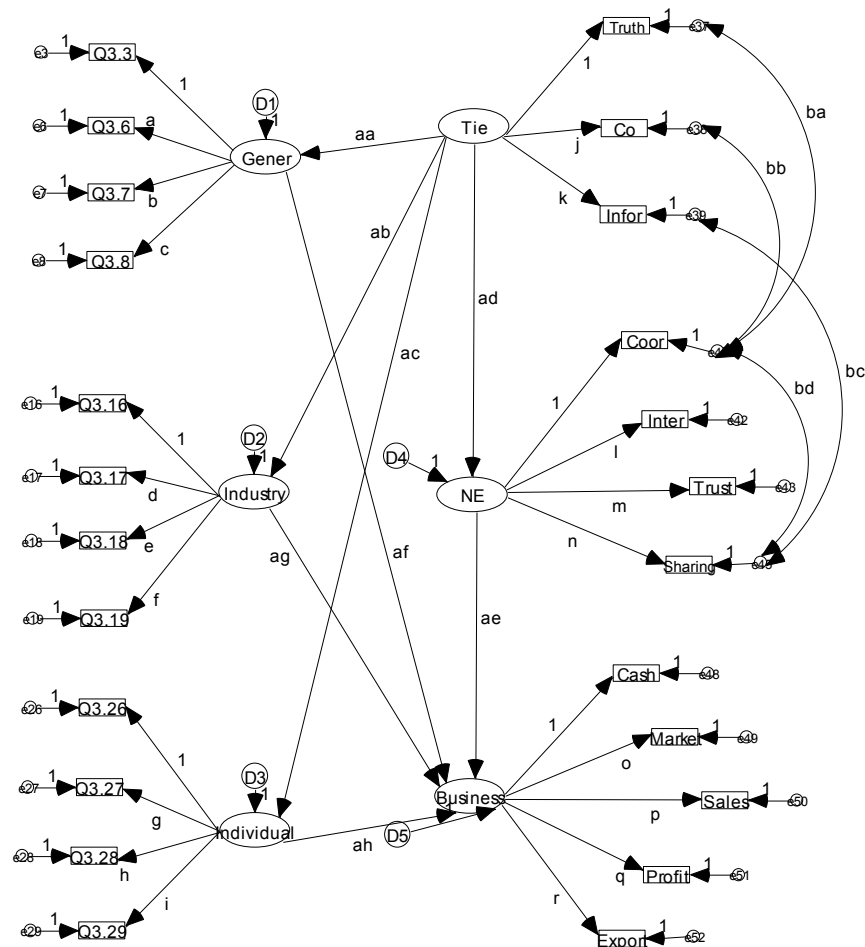 1
Q3.3
e3
1
D1
1
1
Q3.6
e6
a
1
Q3.7
e7
b
1
Q3.8
e8
c
Gener
aa
Tie
1
Truth
1
e37
ba
j
Co
1
e38
bb
k
Infor
1
e39
ab
ac
ad
bc
1
Coor
1
bd
l
Inter
1
e42
m
Trust
1
e43
n
Sharing
1
D4
1
NE
1
Q3.16
e16
1
D2
1
1
Q3.17
e17
d
1
Q3.18
e18
e
1
Q3.19
e19
f
Industry
ag
af
ae
1
Q3.26
e26
1
D3
1
1
Q3.27
e27
g
1
Q3.28
e28
h
1
Q3.29
e29
i
Individual
ah
D5
1
Business
1
Cash
1
e48
o
Market
1
e49
p
Sales
1
e50
q
Profit
1
e51
r
Export
1
e52